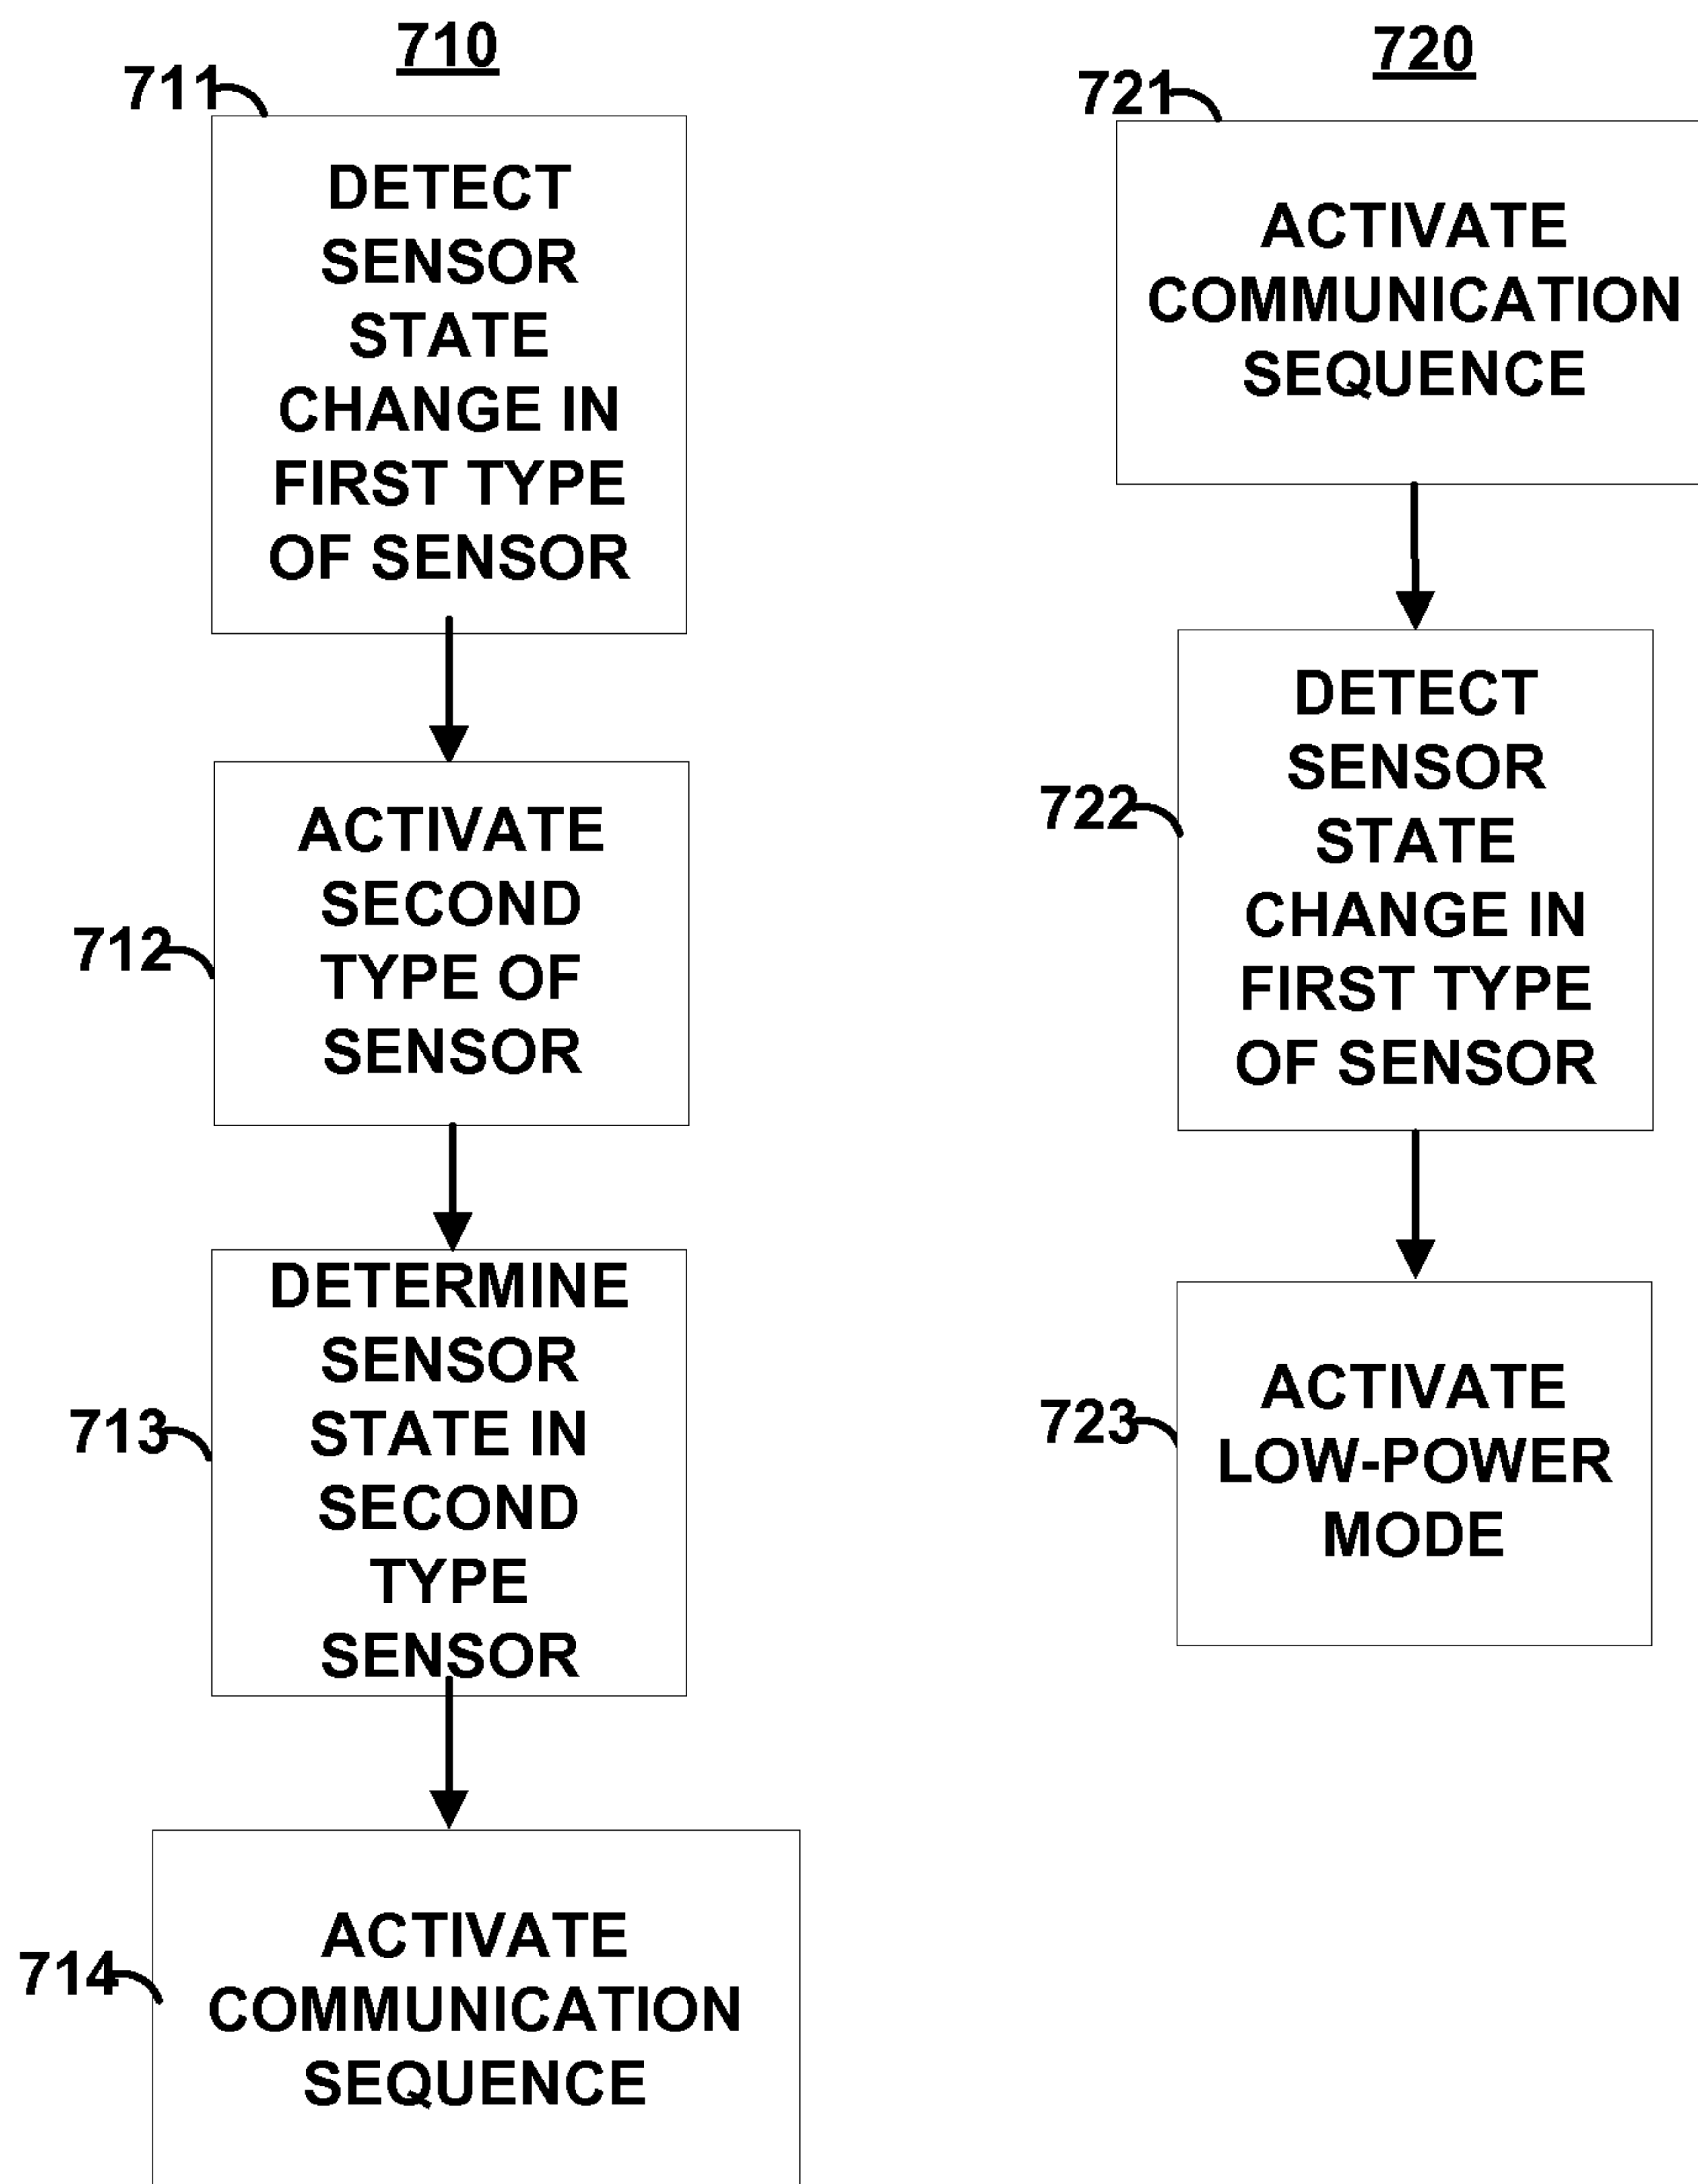 710
711
DETECT
SENSOR
STATE
CHANGE IN
FIRST TYPE
OF SENSOR
712
ACTIVATE
SECOND
TYPE OF
SENSOR
713
DETERMINE
SENSOR
STATE IN
SECOND
TYPE
SENSOR
714
ACTIVATE
COMMUNICATION
SEQUENCE
720
721
ACTIVATE
COMMUNICATION
SEQUENCE
722
DETECT
SENSOR
STATE
CHANGE IN
FIRST TYPE
OF SENSOR
723
ACTIVATE
LOW-POWER
MODE